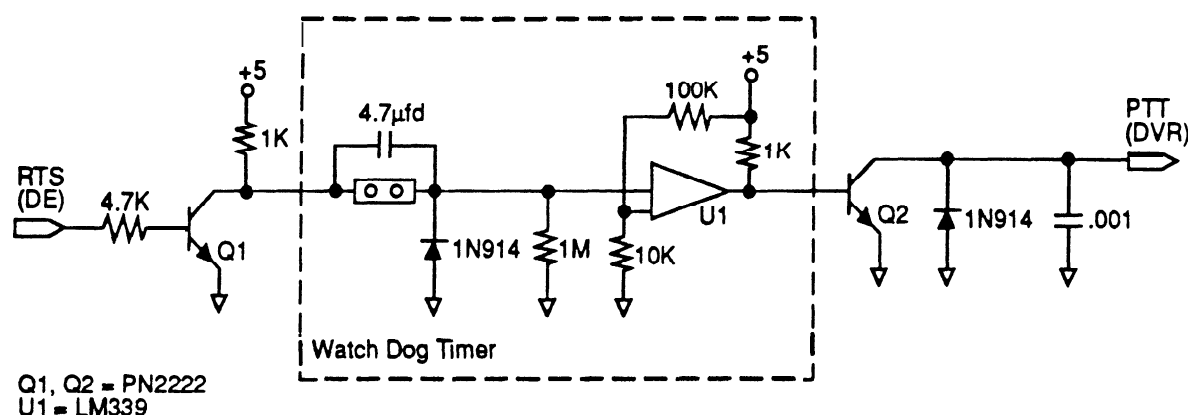 +5
+5
100K
4.7µfd
1K
1K
PTT
(DVR)
RTS
(DE)
4.7K
Q1
U1
Q2
1N914
1M
10K
1N914
.001
Watch Dog Timer
Q1, Q2 = PN2222
U1 = LM339